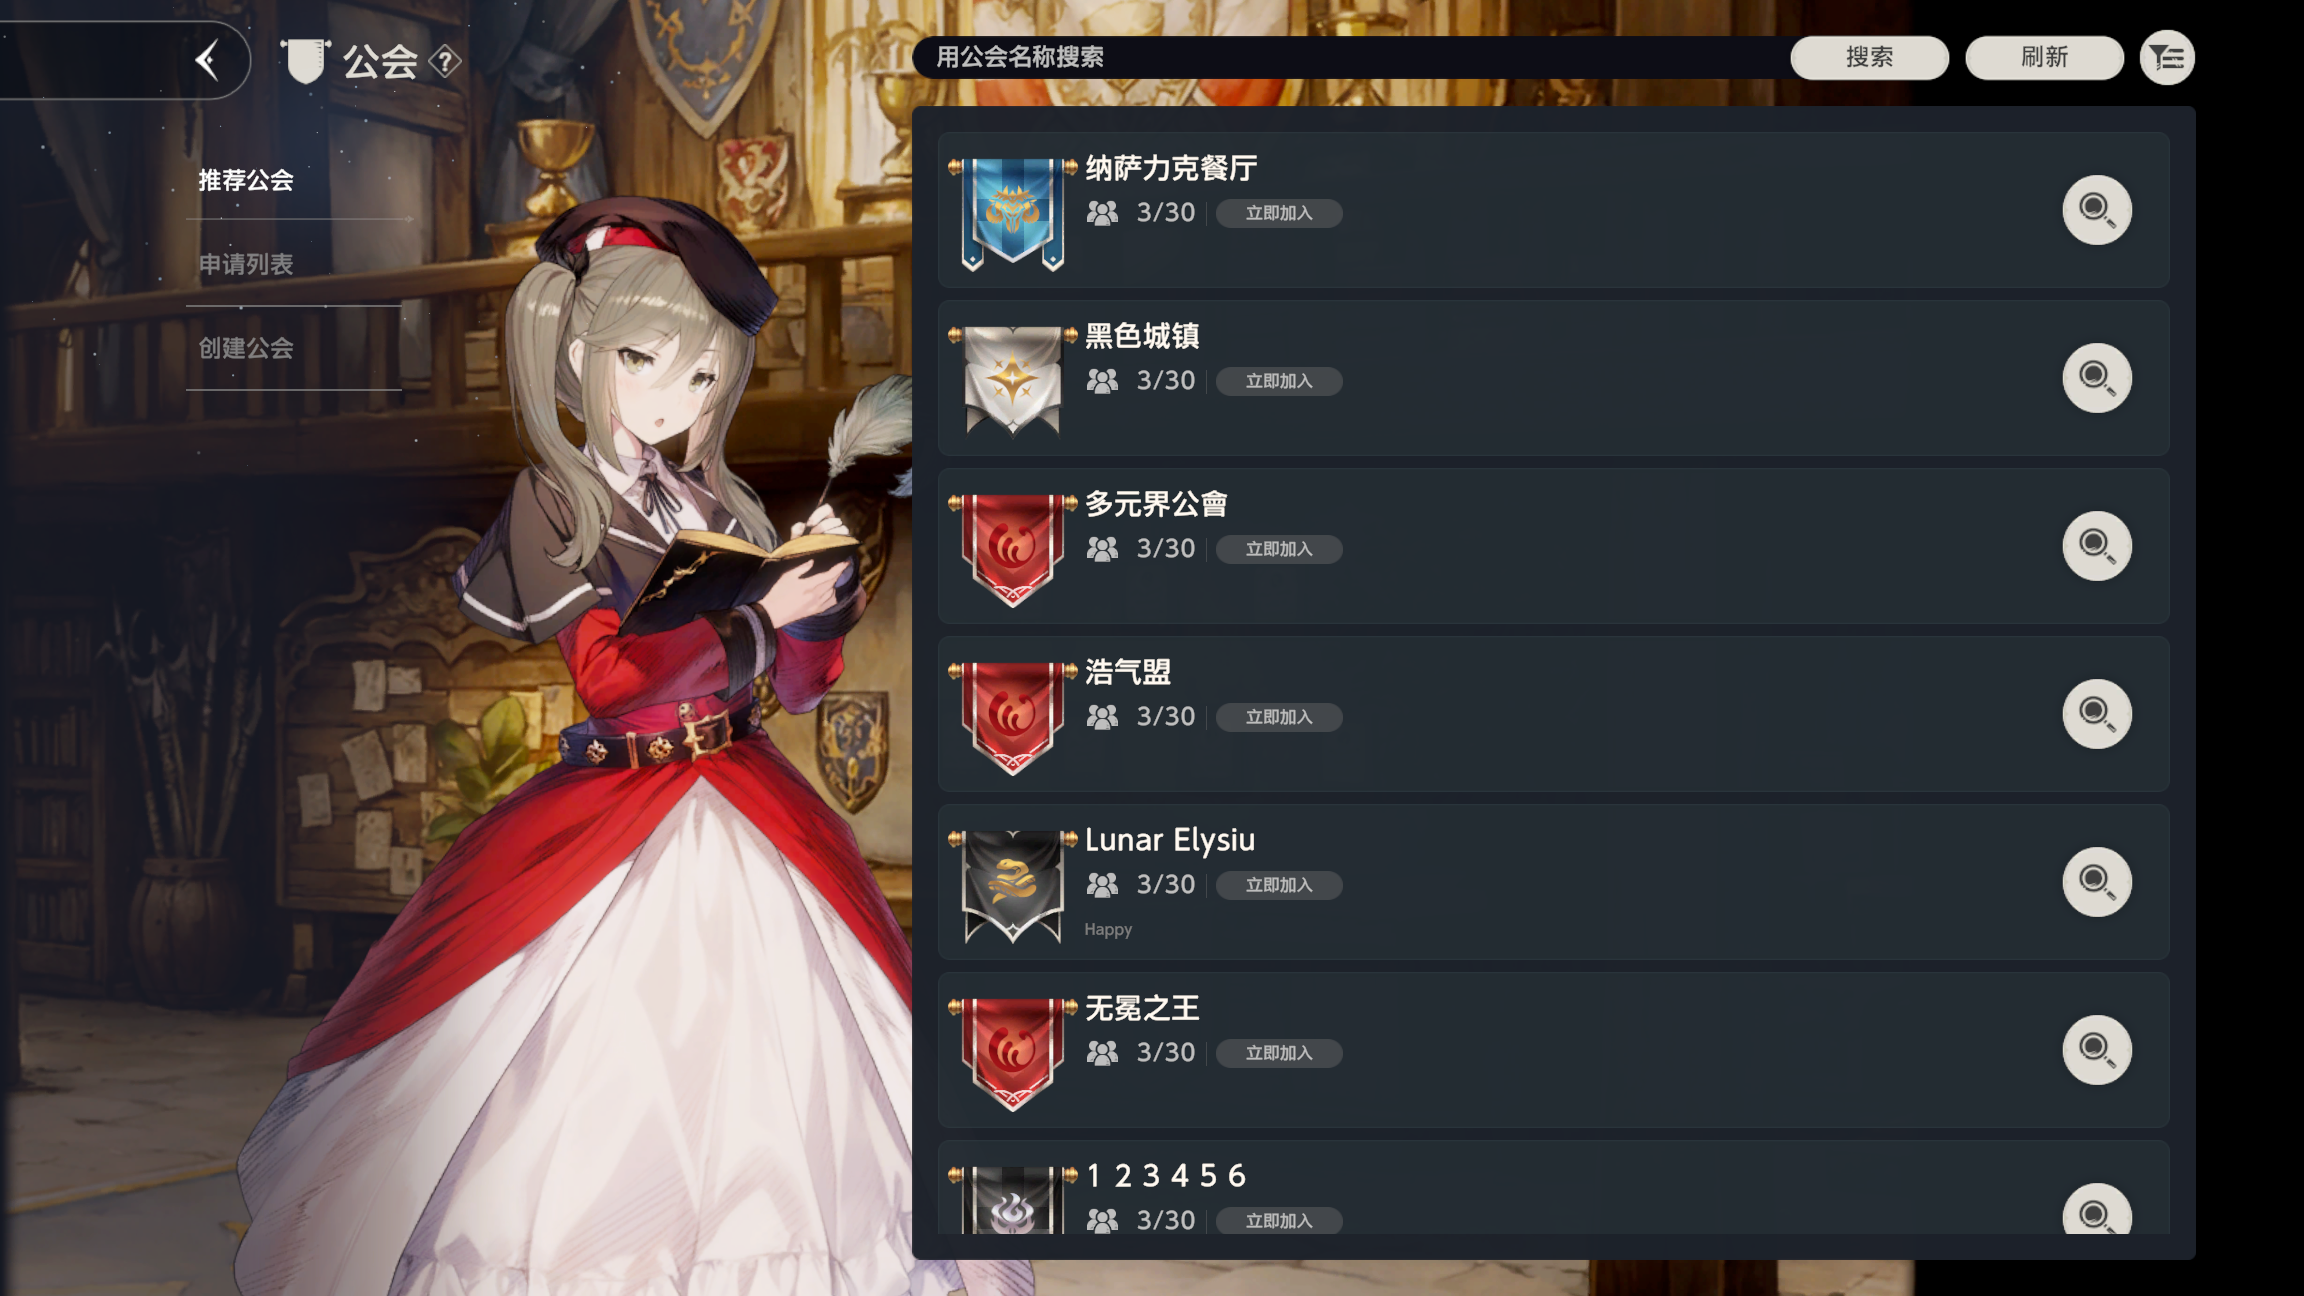 公会
推荐公会
申请列表
创建公会
用公会名称搜索
搜索
刷新
纳萨力克餐厅
3/30
立即加入
黑色城镇
3/30
立即加入
多元界公會
3/30
立即加入
浩气盟
3/30
立即加入
Lunar Elysiu
3/30
立即加入
Happy
无冕之王
3/30
立即加入
1 2 3 4 5 6
3/30
立即加入